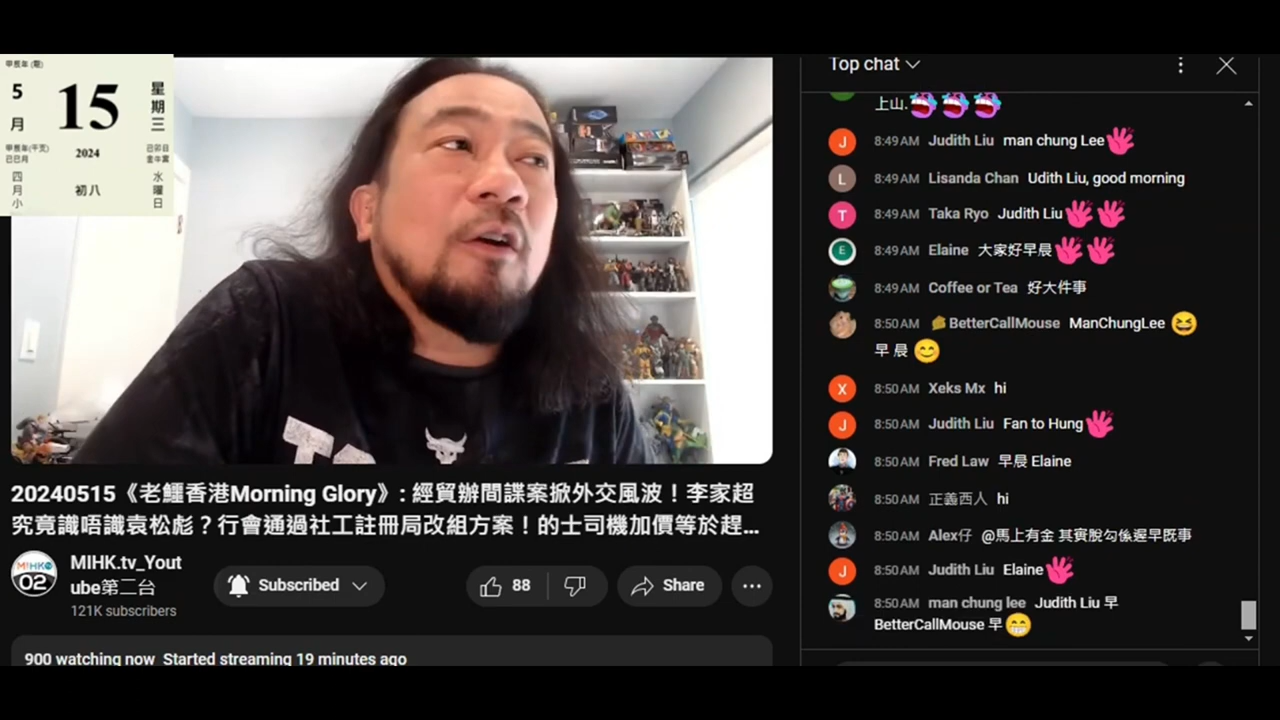 甲辰年 (龍)
5
月
15
星期三
2024
初八
四月小
水曜日
20240515《老鱷香港Morning Glory》: 經貿辦間諜案掀外交風波！李家超
究竟識唔識袁松彪？行會通過社工註冊局改組方案！的士司機加價等於趕...
MIHK.tv_Yout
ube第二台
121K subscribers
02
Subscribed
88
Share
900 watching now Started streaming 19 minutes ago
Top chat
上山.
8:49 AM Judith Liu man chung Lee
8:49 AM Lisanda Chan Udith Liu, good morning
8:49 AM Taka Ryo Judith Liu
8:49 AM Elaine 大家好早晨
8:49 AM Coffee or Tea 好大件事
8:50 AM BetterCallMouse ManChungLee
早 晨
8:50 AM Xeks Mx hi
8:50 AM Judith Liu Fan to Hung
8:50 AM Fred Law 早晨 Elaine
8:50 AM 正義西人 hi
8:50 AM Alex仔 @馬上有金 其實脫勾係遲早既事
8:50 AM Judith Liu Elaine
8:50 AM man chung lee Judith Liu 早
BetterCallMouse 早